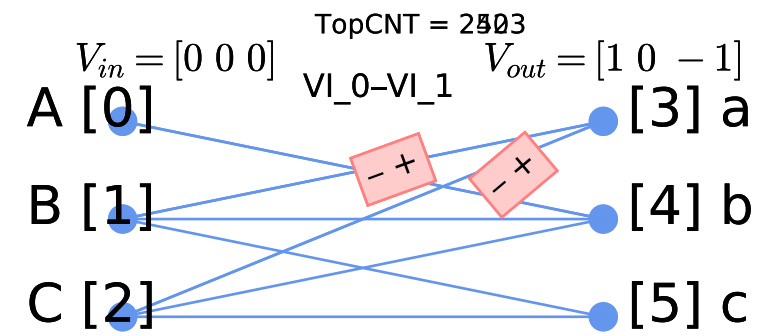 TopCNT =
V_in = [0 0 0] V_out = [1 0 −1]
VI_0–VI_1
A [0] [3] a
− +
− +
B [1] [4] b
C [2] [5] c